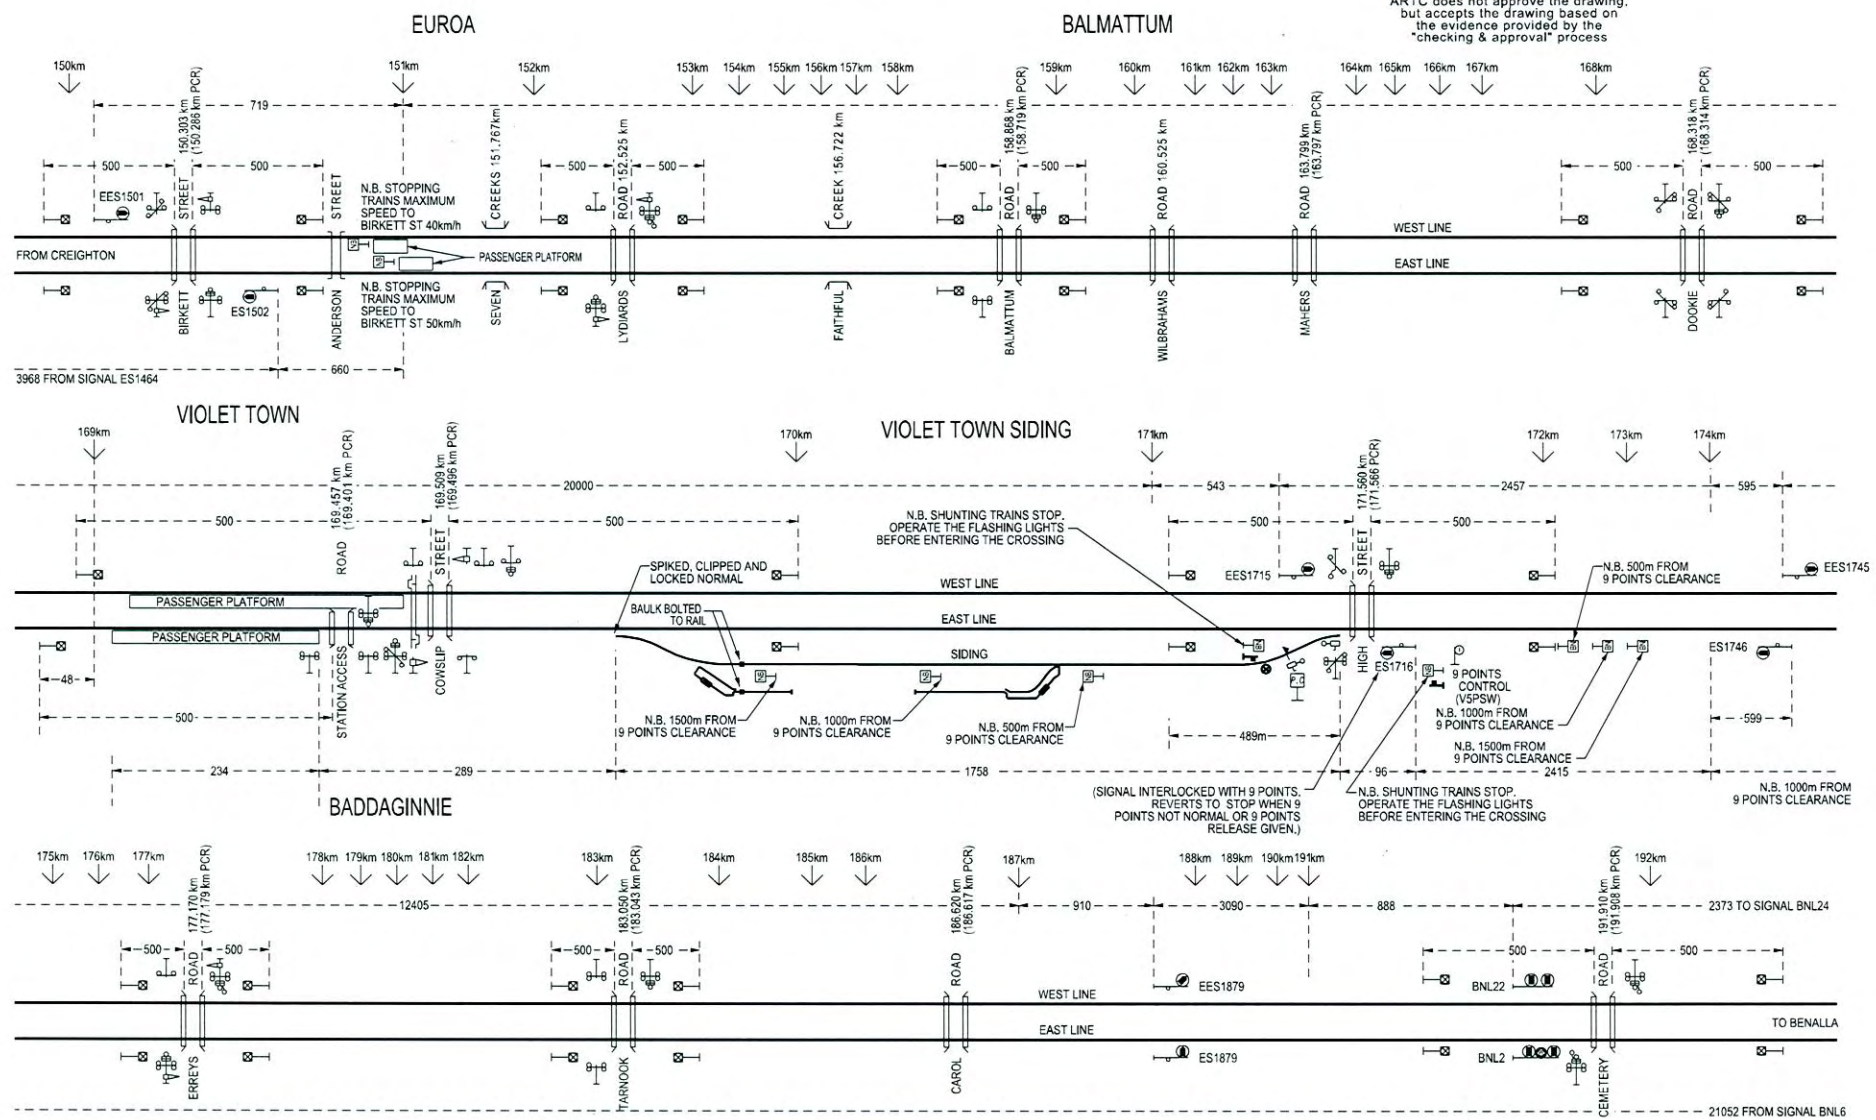 ARTC does not approve the drawing,
but accepts the drawing based on
the evidence provided by the
"checking & approval" process
EUROA
BALMATTUM
150km
151km
152km
153km
154km
155km
156km
157km
158km
159km
160km
161km
162km
163km
164km
165km
166km
167km
168km
719
150.303 km
(150.286 km PCR)
CREEKS 151.767km
ROAD 152.525 km
CREEK 156.722 km
158.868 km
(158.719 km PCR)
ROAD 160.525 km
ROAD 163.799 km
(163.797 km PCR)
168.318 km
(168.314 km PCR)
500
500
500
500
500
500
500
500
EES1501
STREET
STREET
N.B. STOPPING
TRAINS MAXIMUM
SPEED TO
BIRKETT ST 40km/h
ROAD
ROAD
WEST LINE
FROM CREIGHTON
NB
NB
PASSENGER PLATFORM
EAST LINE
ES1502
BIRKETT
ANDERSON
N.B. STOPPING
TRAINS MAXIMUM
SPEED TO
BIRKETT ST 50km/h
SEVEN
LYDIARDS
FAITHFUL
BALMATTUM
WILBRAHAMS
MAHERS
DOOKIE
3968 FROM SIGNAL ES1464
660
VIOLET TOWN
VIOLET TOWN SIDING
169km
170km
171km
172km
173km
174km
169.457 km
(169.401 km PCR)
169.509 km
(169.496 km PCR)
171.560 km
(171.566 PCR)
20000
543
2457
595
500
500
500
500
N.B. SHUNTING TRAINS STOP.
OPERATE THE FLASHING LIGHTS
BEFORE ENTERING THE CROSSING
ROAD
STREET
STREET
SPIKED, CLIPPED AND
LOCKED NORMAL
WEST LINE
EES1715
N.B. 500m FROM
9 POINTS CLEARANCE
EES1745
PASSENGER PLATFORM
BAULK BOLTED
TO RAIL
EAST LINE
PASSENGER PLATFORM
SIDING
NB
NB
NB
NB
NB
NB
NB
NB
P.C
ES1716
ES1746
48
500
STATION ACCESS
COWSLIP
HIGH
9 POINTS
CONTROL
(V5PSW)
N.B. 1500m FROM
9 POINTS CLEARANCE
N.B. 1000m FROM
9 POINTS CLEARANCE
N.B. 500m FROM
9 POINTS CLEARANCE
N.B. 1000m FROM
9 POINTS CLEARANCE
599
489m
N.B. 1500m FROM
9 POINTS CLEARANCE
234
289
1758
96
2415
BADDAGINNIE
(SIGNAL INTERLOCKED WITH 9 POINTS.
REVERTS TO STOP WHEN 9
POINTS NOT NORMAL OR 9 POINTS
RELEASE GIVEN.)
N.B. SHUNTING TRAINS STOP.
OPERATE THE FLASHING LIGHTS
BEFORE ENTERING THE CROSSING
N.B. 1000m FROM
9 POINTS CLEARANCE
175km
176km
177km
178km
179km
180km
181km
182km
183km
184km
185km
186km
187km
188km
189km
190km
191km
192km
177.170 km
(177.179 km PCR)
183.050 km
(183.043 km PCR)
186.620 km
(186.617 km PCR)
191.910 km
(191.908 km PCR)
12405
910
3090
888
2373 TO SIGNAL BNL24
500
500
500
500
500
500
ROAD
ROAD
ROAD
ROAD
WEST LINE
EES1879
BNL22
EAST LINE
TO BENALLA
ES1879
BNL2
ERREYS
TARNOOK
CAROL
CEMETERY
21052 FROM SIGNAL BNL6